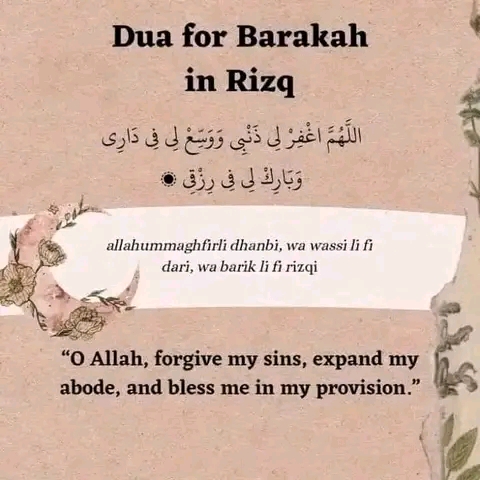 Dua for Barakah
in Rizq
اللَّهُمَّ اغْفِرْ لِى ذَنْبِى وَوَسِّعْ لِى فِى دَارِى
وَبَارِكْ لِى فِى رِزْقِى
allahummaghfirli dhanbi, wa wassi li fi
dari, wa barik li fi rizqi
“O Allah, forgive my sins, expand my
abode, and bless me in my provision.”